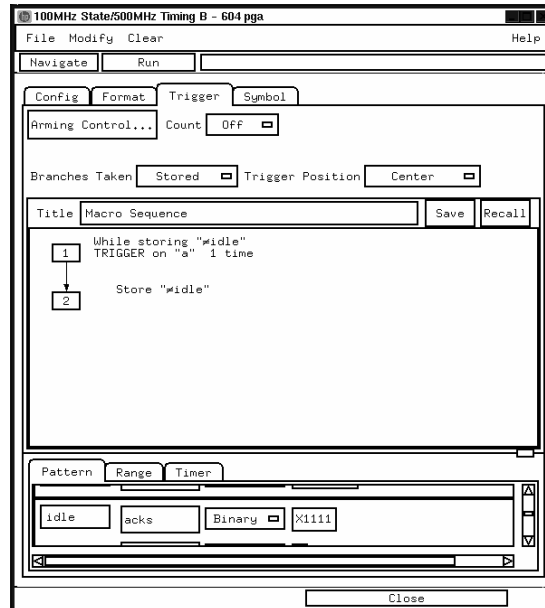 100MHz State/500MHz Timing B - 604 pga
File Modify Clear Help
Navigate Run
Config Format Trigger Symbol
Arming Control... Count Off
Branches Taken Stored Trigger Position Center
Title Macro Sequence Save Recall
1 While storing "≠idle"
TRIGGER on "a" 1 time
2 Store "≠idle"
Pattern Range Timer
idle acks Binary X1111
Close